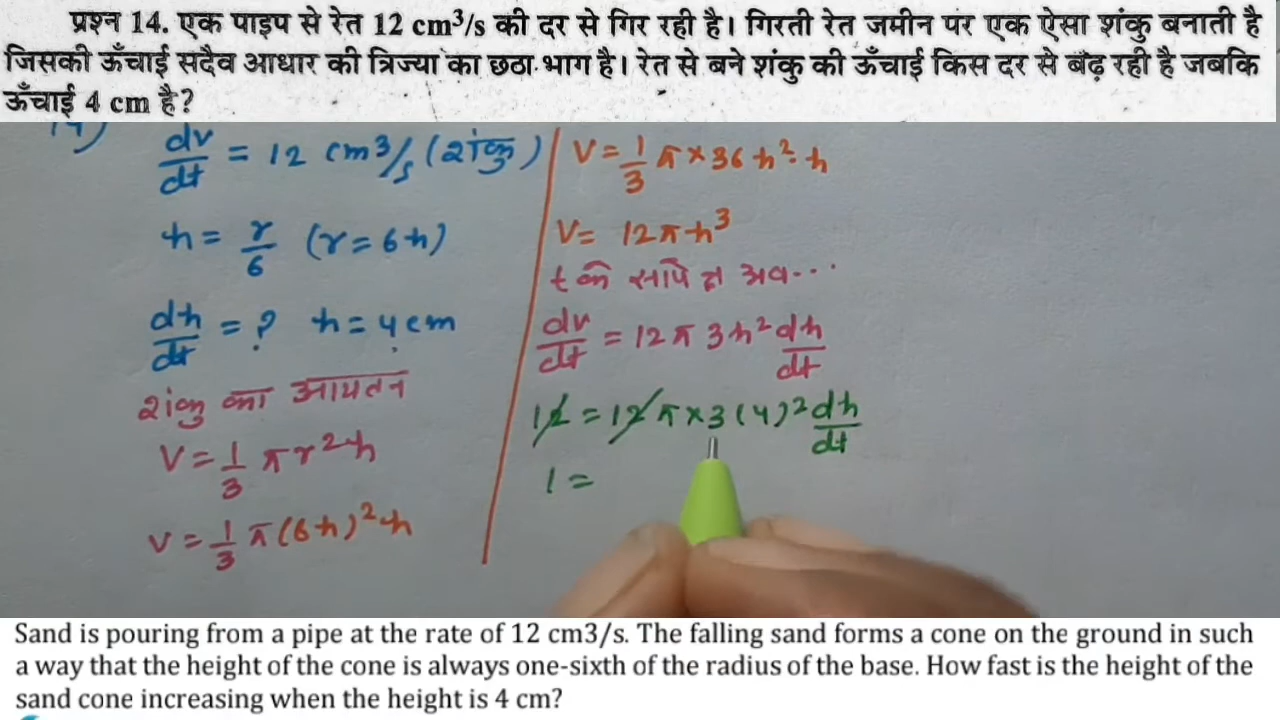 प्रश्न 14. एक पाइप से रेत 12 cm³/s की दर से गिर रही है। गिरती रेत जमीन पर एक ऐसा शंकु बनाती है
जिसकी ऊँचाई सदैव आधार की त्रिज्या का छठा भाग है। रेत से बने शंकु की ऊँचाई किस दर से बढ़ रही है जबकि
ऊँचाई 4 cm है?
14)
dv/dt = 12 cm3/s (शंकु)
h = r/6 (r = 6h)
dh/dt = ? h = 4cm
शंकु का आयतन
V = 1/3 π r²h
V = 1/3 π (6h)²·h
V = 1/3 π × 36h²·h
V = 12πh³
t के सापेक्ष अव...
dv/dt = 12π 3h² dh/dt
12 = 12π × 3(4)² dh/dt
1 =
Sand is pouring from a pipe at the rate of 12 cm3/s. The falling sand forms a cone on the ground in such
a way that the height of the cone is always one-sixth of the radius of the base. How fast is the height of the
sand cone increasing when the height is 4 cm?